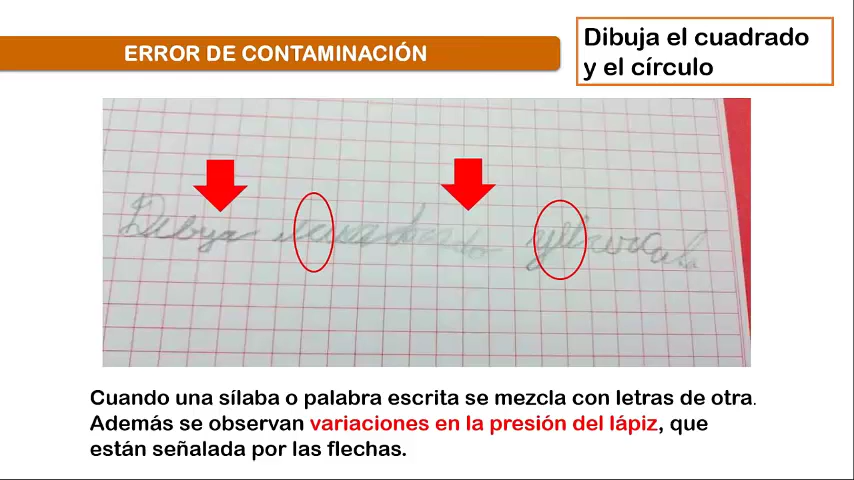 ERROR DE CONTAMINACIÓN
Dibuja el cuadrado
y el círculo
Dibuja
Cuando una sílaba o palabra escrita se mezcla con letras de otra.
Además se observan variaciones en la presión del lápiz, que
están señalada por las flechas.